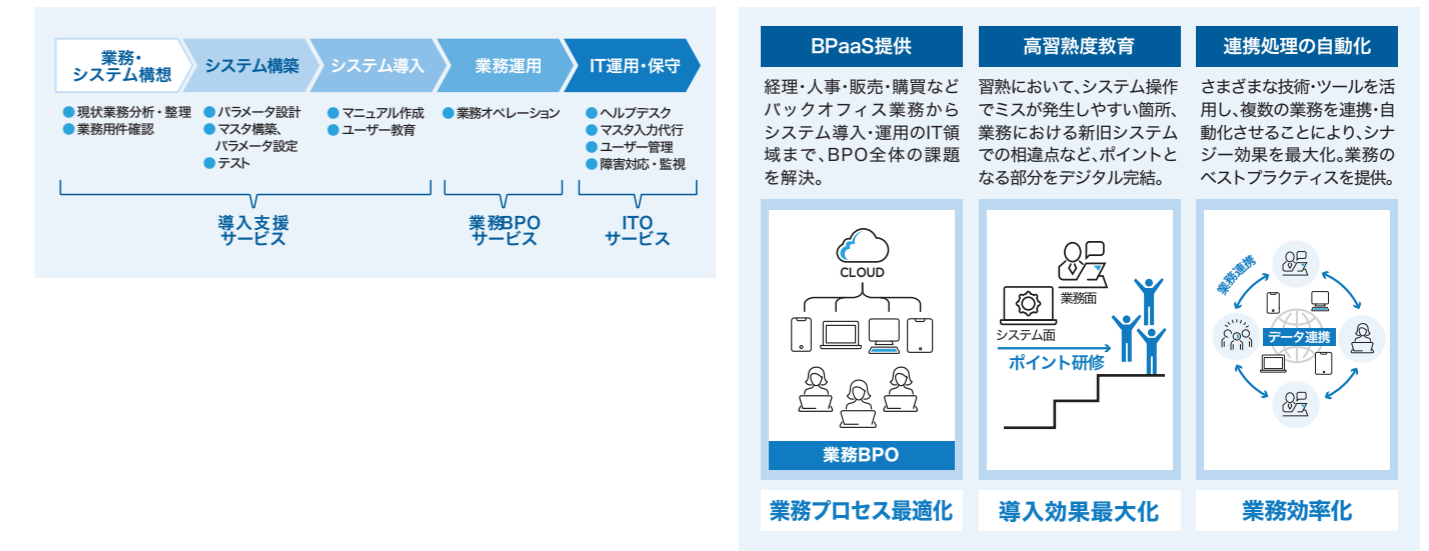 業務・
システム構想
システム構築
システム導入
業務運用
IT運用・保守
●現状業務分析・整理
●業務用件確認
●パラメータ設計
●マスタ構築、
パラメータ設定
●テスト
●マニュアル作成
●ユーザー教育
●業務オペレーション
●ヘルプデスク
●マスタ入力代行
●ユーザー管理
●障害対応・監視
導入支援
サービス
業務BPO
サービス
ITO
サービス
BPaaS提供
経理・人事・販売・購買など
バックオフィス業務から
システム導入・運用のIT領
域まで、BPO全体の課題
を解決。
CLOUD
業務BPO
業務プロセス最適化
高習熟度教育
習熟において、システム操作
でミスが発生しやすい箇所、
業務における新旧システム
での相違点など、ポイントと
なる部分をデジタル完結。
業務面
システム面
ポイント研修
導入効果最大化
連携処理の自動化
さまざまな技術・ツールを活
用し、複数の業務を連携・自
動化させることにより、シナ
ジー効果を最大化。業務の
ベストプラクティスを提供。
業務連携
データ連携
業務効率化